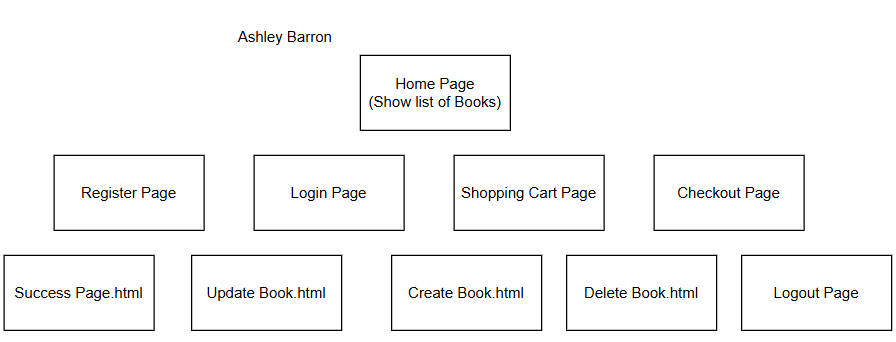 Ashley Barron
Home Page
(Show list of Books)
Register Page
Login Page
Shopping Cart Page
Checkout Page
Success Page.html
Update Book.html
Create Book.html
Delete Book.html
Logout Page